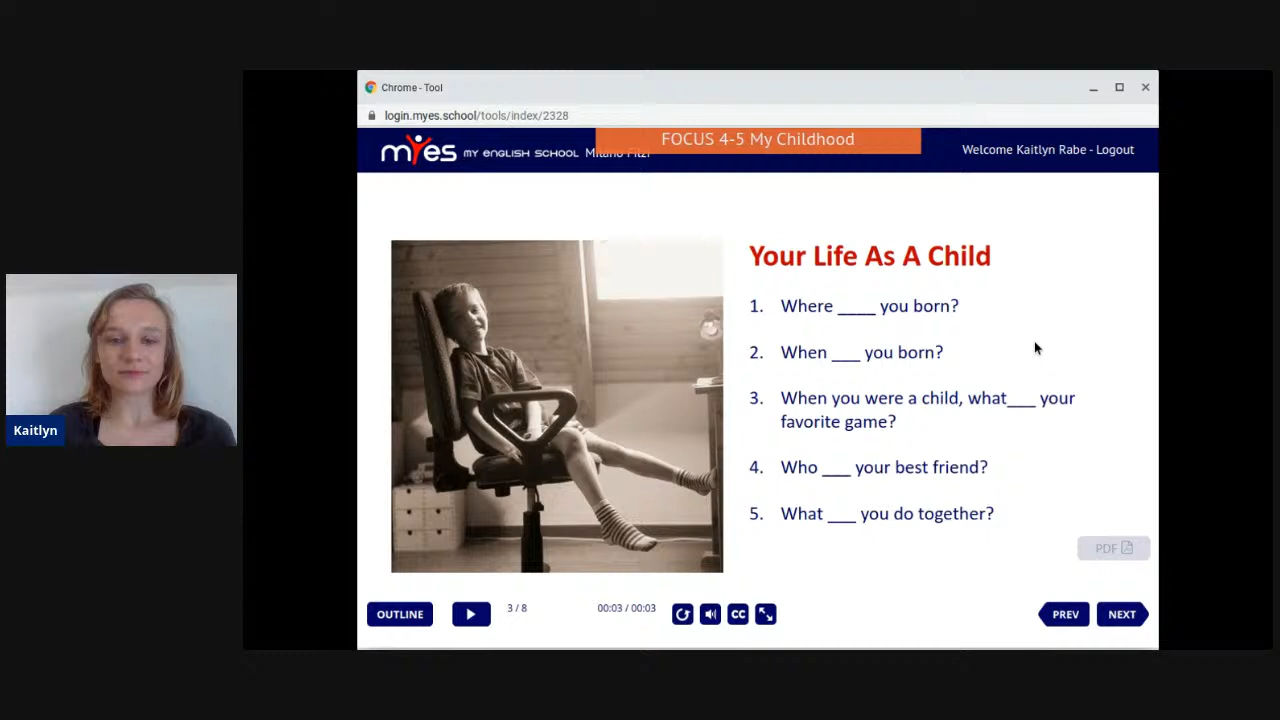 Chrome - Tool
login.myes.school/tools/index/2328
FOCUS 4-5 My Childhood
myes MY ENGLISH SCHOOL Milano Filzi
Welcome Kaitlyn Rabe - Logout
Your Life As A Child
1. Where ____ you born?
2. When ___ you born?
3. When you were a child, what___ your
favorite game?
4. Who ___ your best friend?
5. What ___ you do together?
Kaitlyn
PDF
OUTLINE
3 / 8
00:03 / 00:03
CC
PREV
NEXT